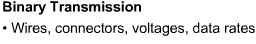 Binary Transmission
• Wires, connectors, voltages, data rates